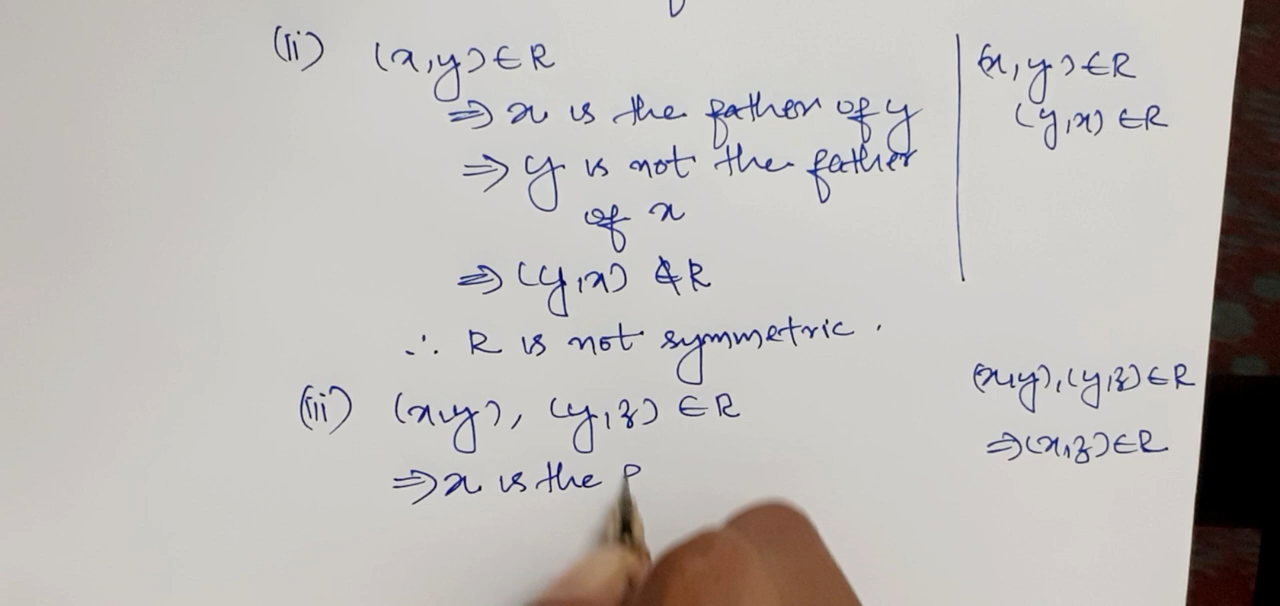 (ii) (x,y) ∈ R
⇒ x is the father of y
⇒ y is not the father
of x
⇒ (y,x) ∉ R
∴ R is not symmetric.
(iii) (x,y), (y,z) ∈ R
⇒ x is the
(x,y) ∈ R
(y,x) ∈ R
(x,y), (y,z) ∈ R
⇒ (x,z) ∈ R